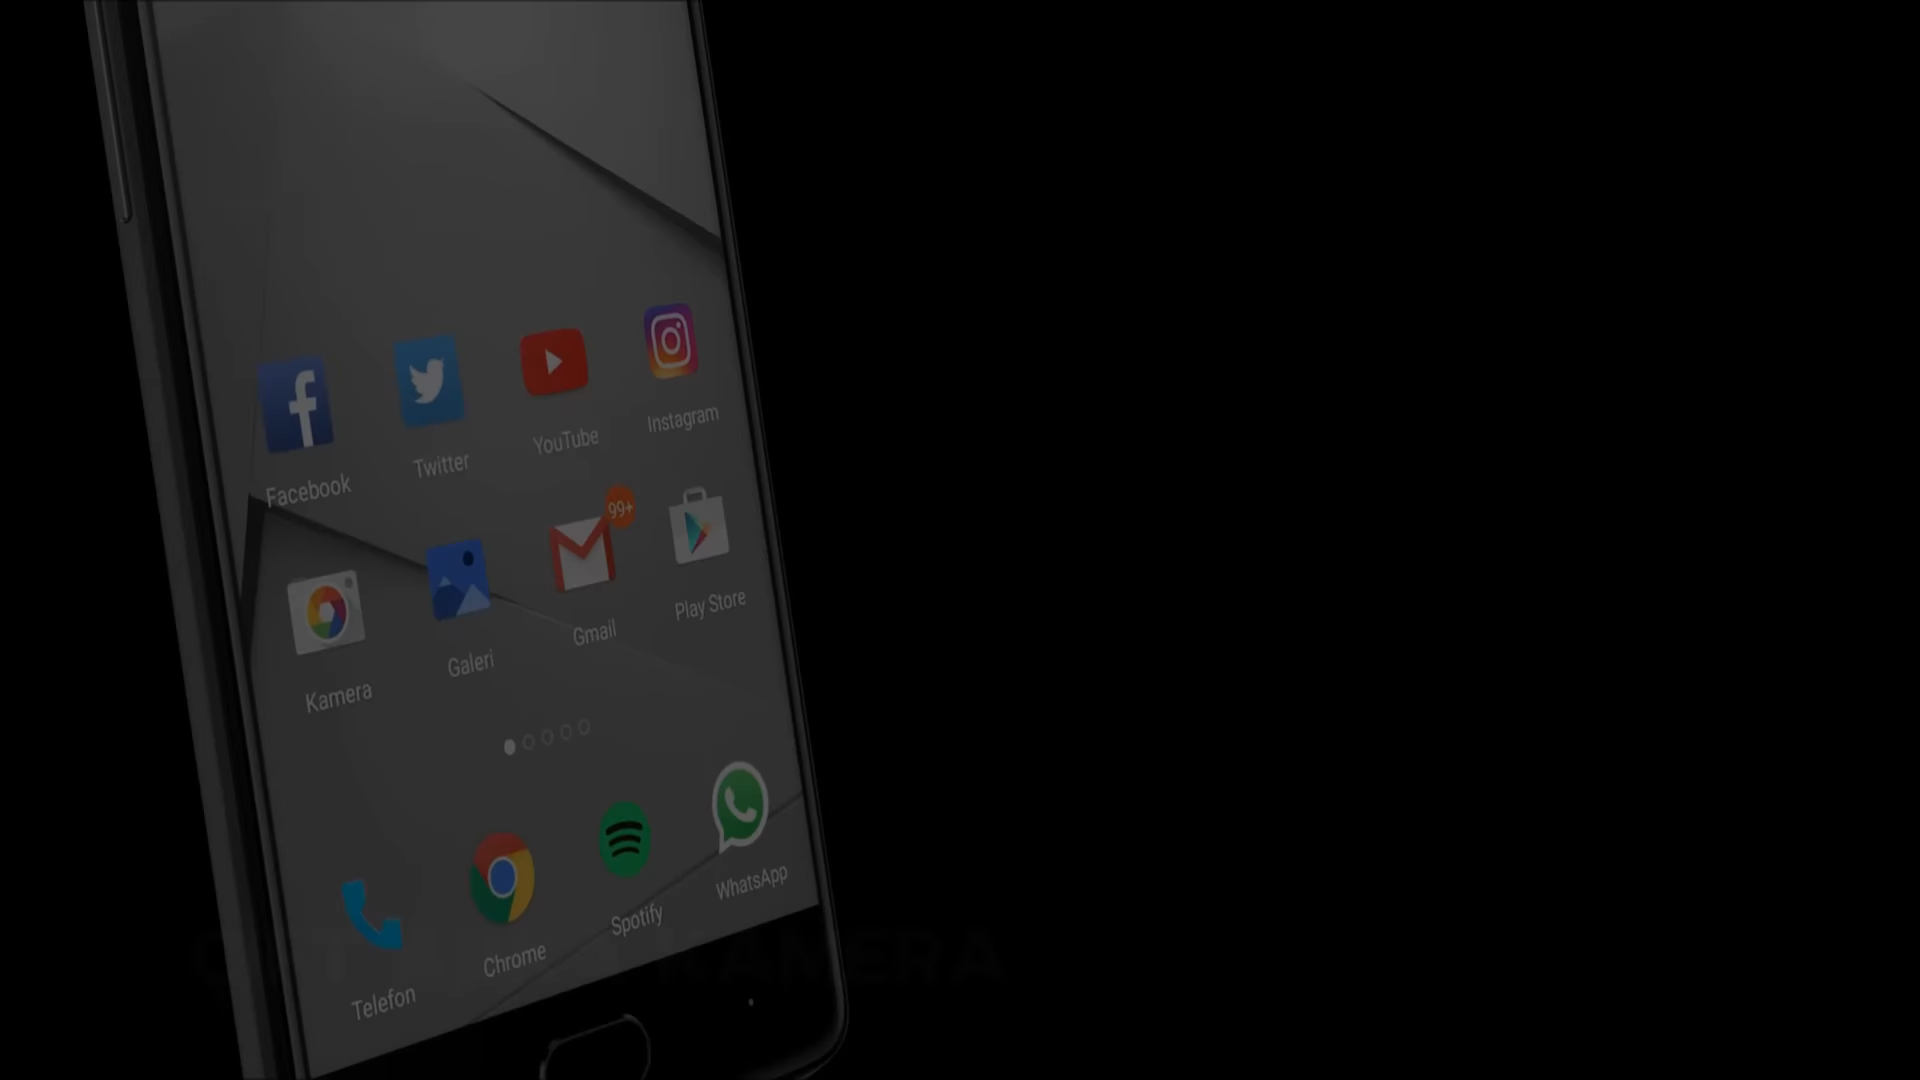 Facebook Twitter YouTube Instagram
99+
Kamera Galeri Gmail Play Store
Telefon Chrome Spotify WhatsApp
KAMERA